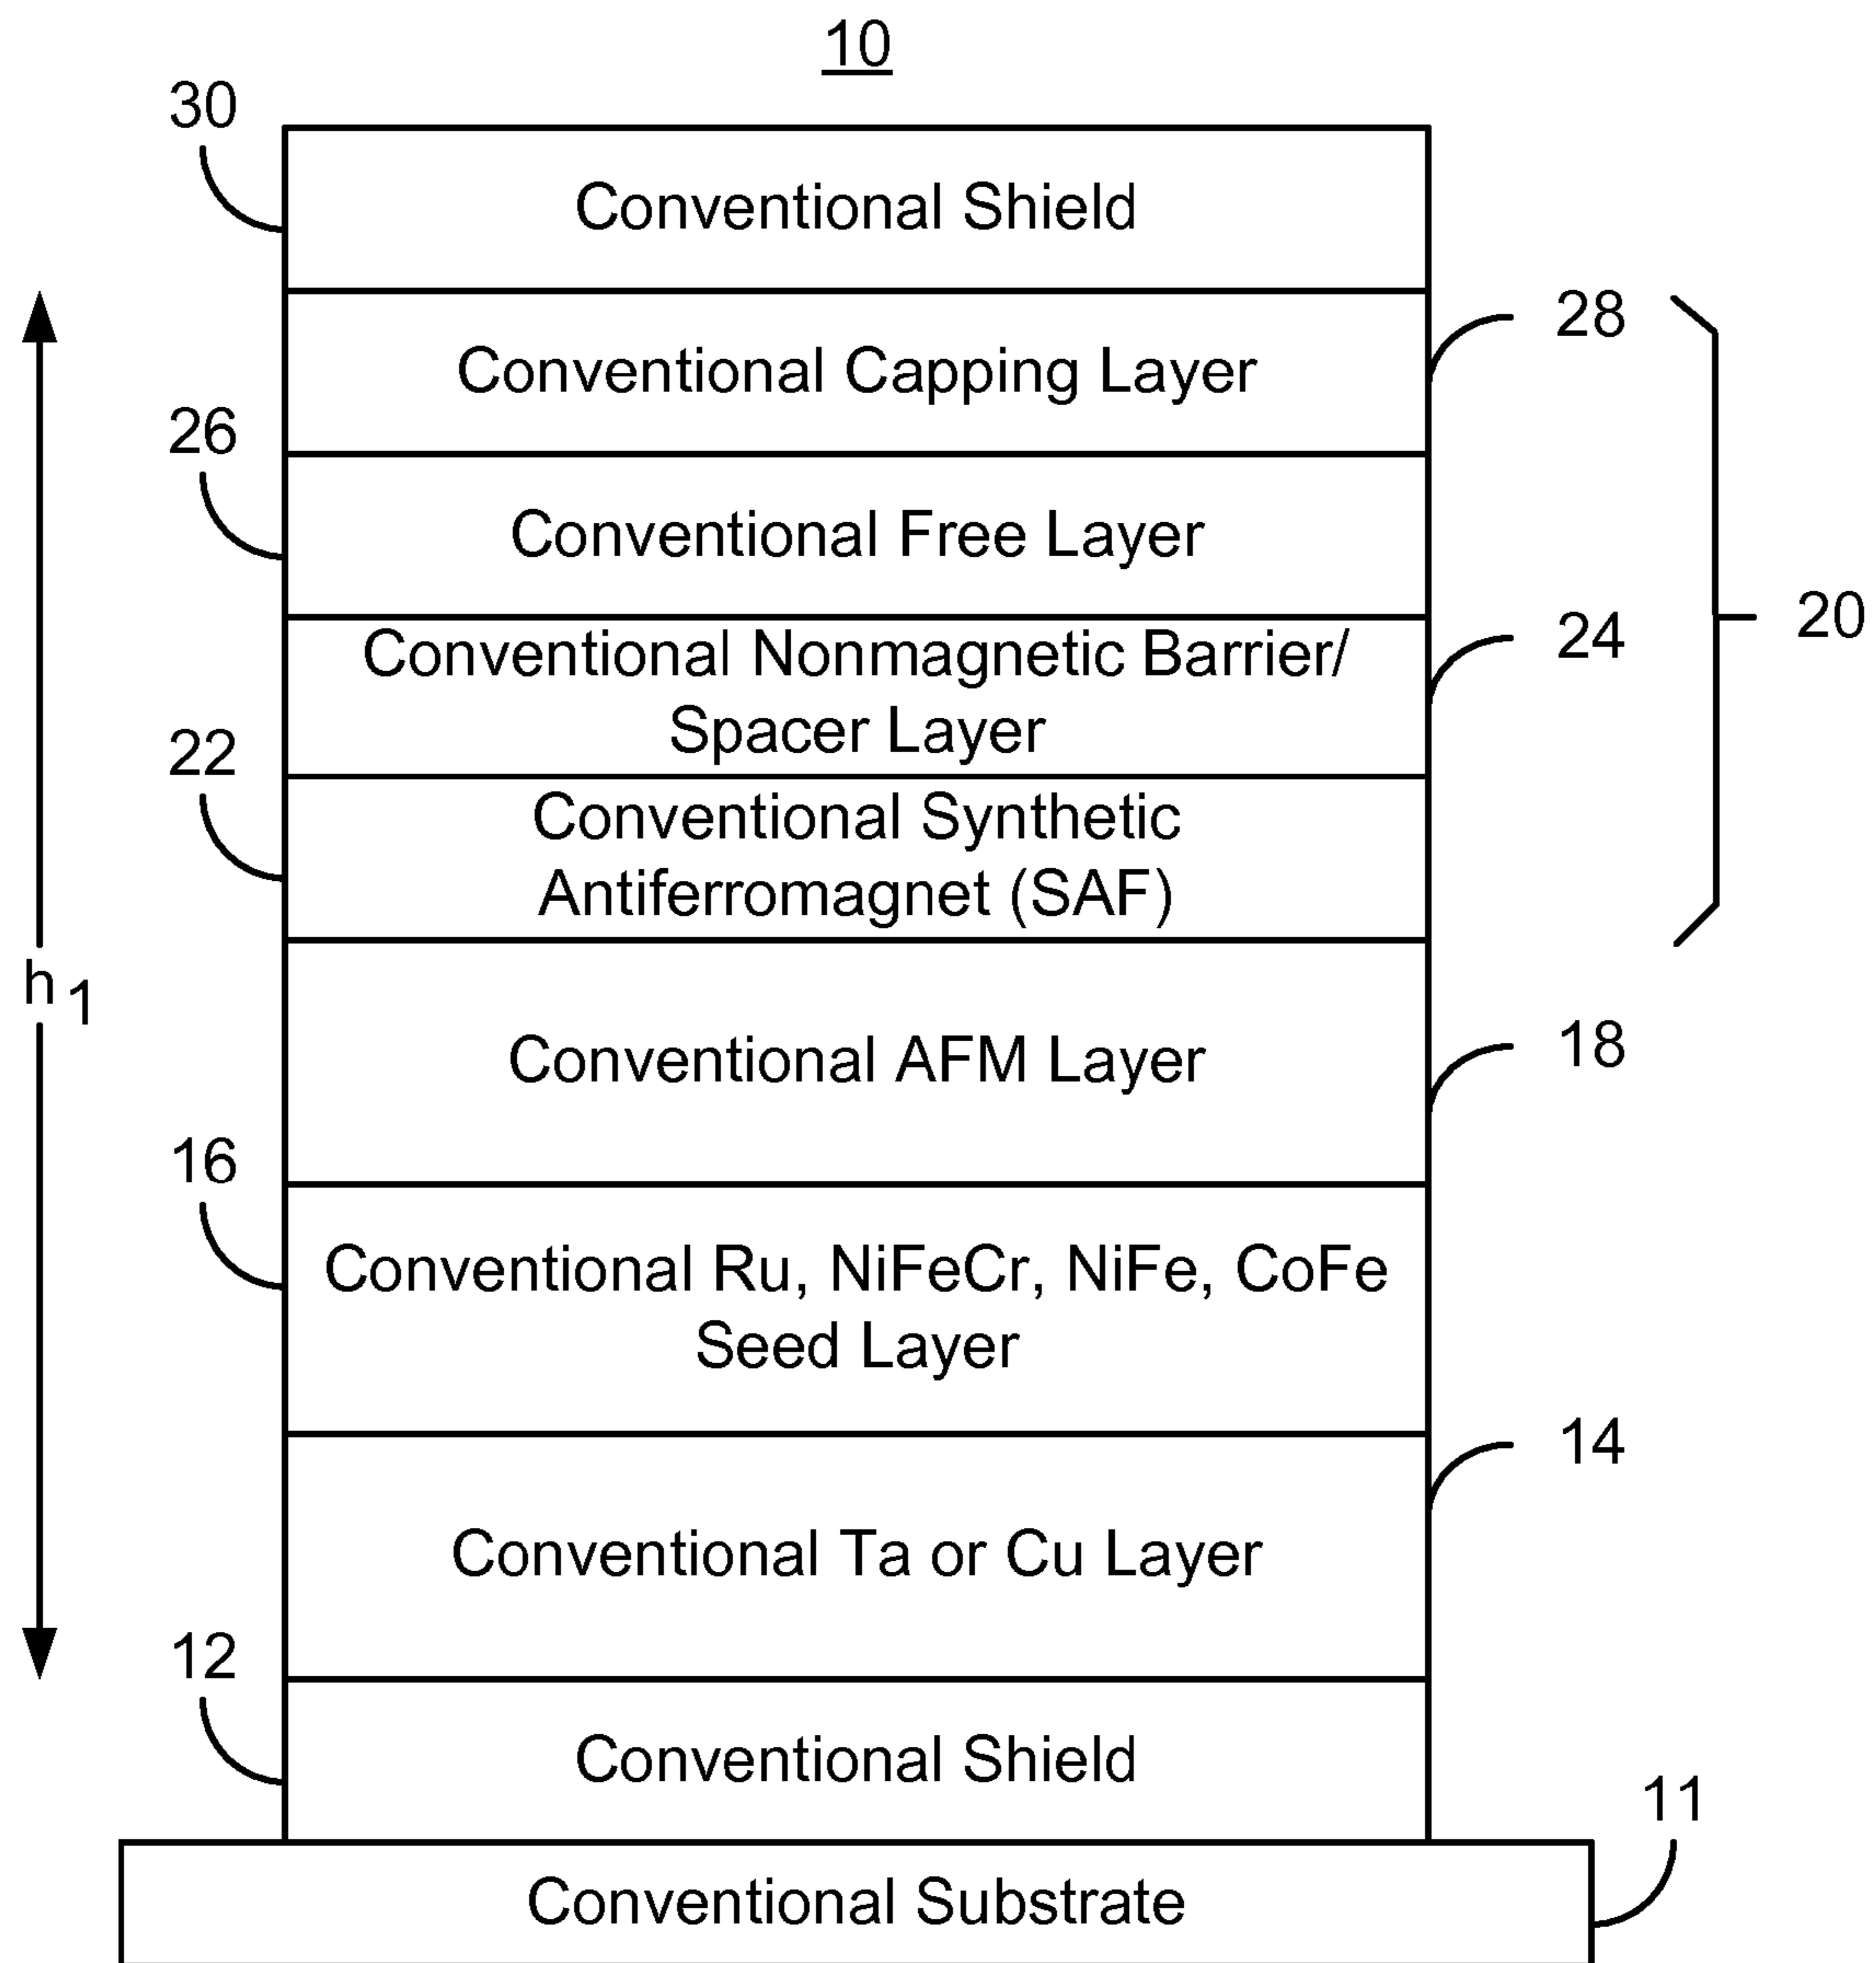 10
30
Conventional Shield
28
Conventional Capping Layer
26
Conventional Free Layer
20
24
Conventional Nonmagnetic Barrier/
Spacer Layer
22
Conventional Synthetic
Antiferromagnet (SAF)
h1
18
Conventional AFM Layer
16
Conventional Ru, NiFeCr, NiFe, CoFe
Seed Layer
14
Conventional Ta or Cu Layer
12
Conventional Shield
11
Conventional Substrate